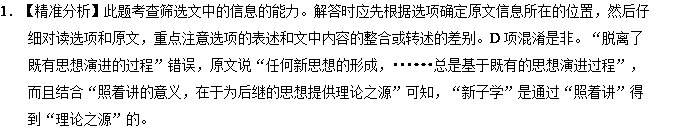 1. 【精准分析】此题考查筛选文中的信息的能力。解答时应先根据选项确定原文信息所在的位置，然后仔
细对读选项和原文，重点注意选项的表述和文中内容的整合或转述的差别。D 项混淆是非。“脱离了
既有思想演进的过程”错误，原文说“任何新思想的形成，……总是基于既有的思想演进过程”，
而且结合“照着讲的意义，在于为后继的思想提供理论之源”可知，“新子学”是通过“照着讲”得
到“理论之源”的。